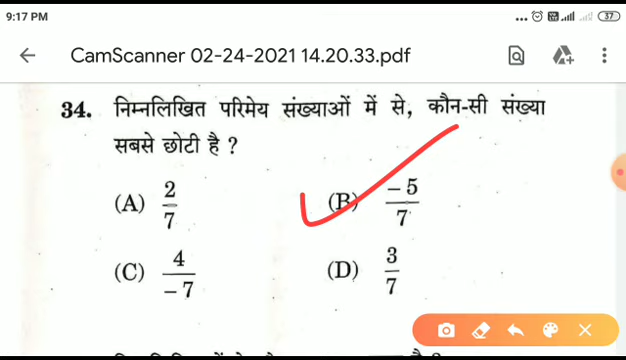 9:17 PM
37
CamScanner 02-24-2021 14.20.33.pdf
34. निम्नलिखित परिमेय संख्याओं में से, कौन-सी संख्या
सबसे छोटी है ?
(A) 2/7 (B) -5/7
(C) 4/-7 (D) 3/7